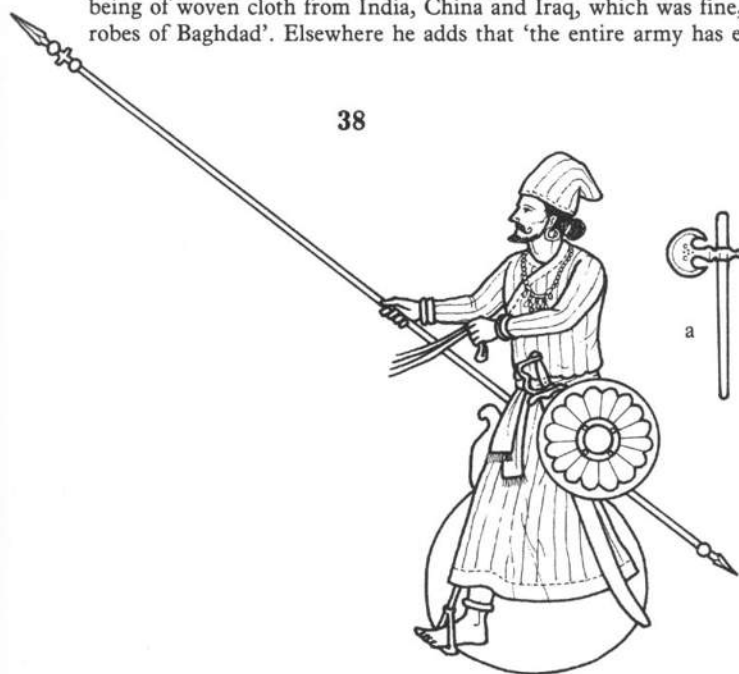 being of woven cloth from India, China and Iraq, which was fine,
robes of Baghdad’. Elsewhere he adds that ‘the entire army has e
38
a